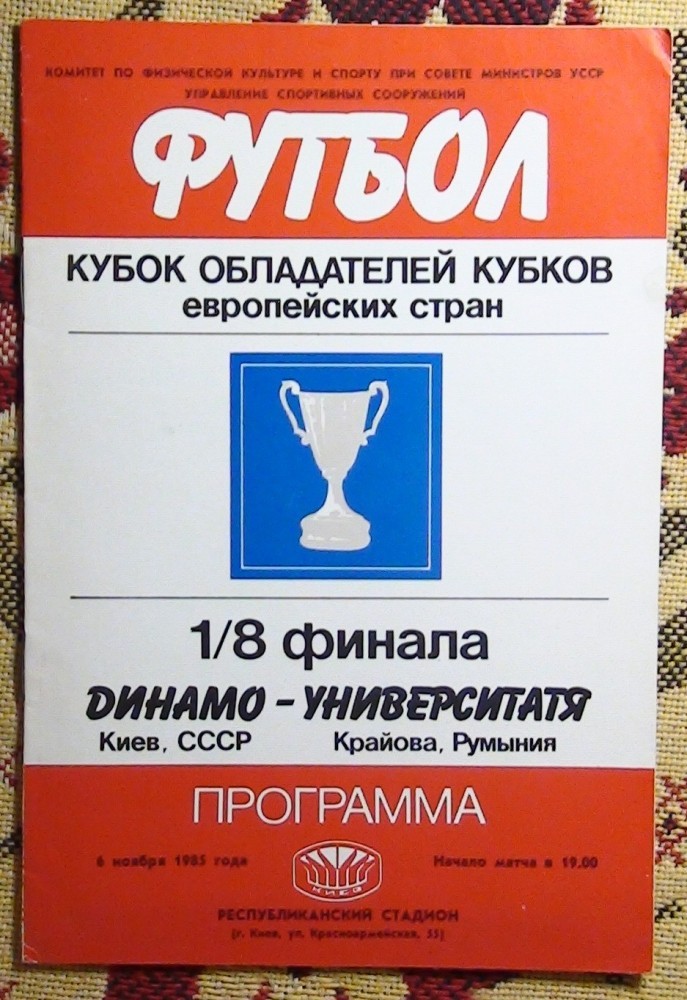 КОМИТЕТ ПО ФИЗИЧЕСКОЙ КУЛЬТУРЕ И СПОРТУ ПРИ СОВЕТЕ МИНИСТРОВ УССР
УПРАВЛЕНИЕ СПОРТИВНЫХ СООРУЖЕНИЙ
ФУТБОЛ
КУБОК ОБЛАДАТЕЛЕЙ КУБКОВ
европейских стран
1/8 финала
ДИНАМО – УНИВЕРСИТАТЯ
Киев, СССР Крайова, Румыния
ПРОГРАММА
6 ноября 1985 года Начало матча в 19.00
КИЕВ
РЕСПУБЛИКАНСКИЙ СТАДИОН
(г. Киев, ул. Красноармейская, 55)